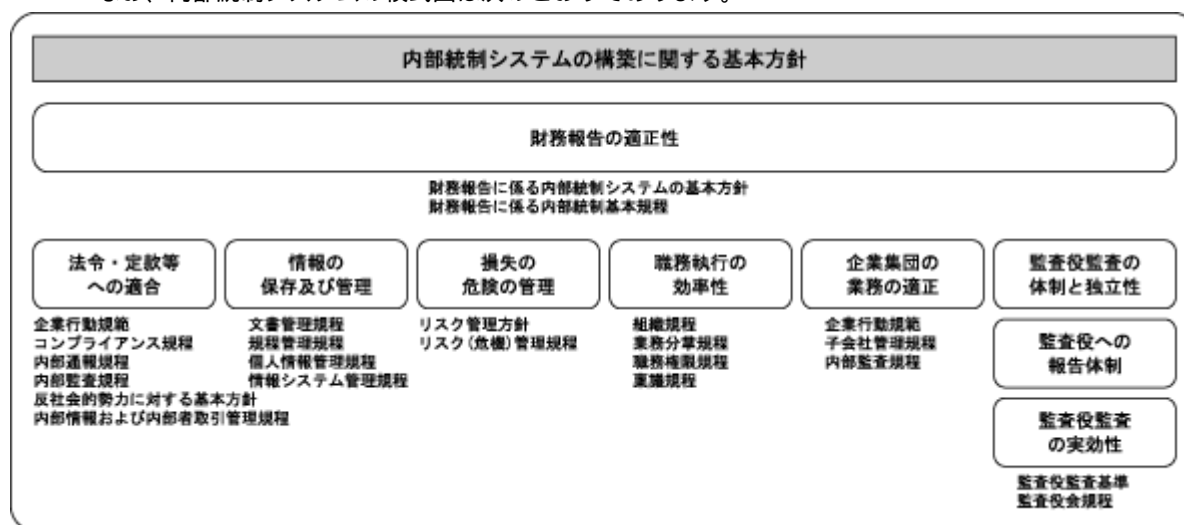 内部統制システムの構築に関する基本方針
財務報告の適正性
財務報告に係る内部統制システムの基本方針
財務報告に係る内部統制基本規程
法令・定款等
への適合
企業行動規範
コンプライアンス規程
内部通報規程
内部監査規程
反社会的勢力に対する基本方針
内部情報および内部者取引管理規程
情報の
保存及び管理
文書管理規程
規程管理規程
個人情報管理規程
情報システム管理規程
損失の
危険の管理
リスク管理方針
リスク(危機)管理規程
職務執行の
効率性
組織規程
業務分掌規程
職務権限規程
稟議規程
企業集団の
業務の適正
企業行動規範
子会社管理規程
内部監査規程
監査役監査の
体制と独立性
監査役への
報告体制
監査役監査
の実効性
監査役監査基準
監査役会規程